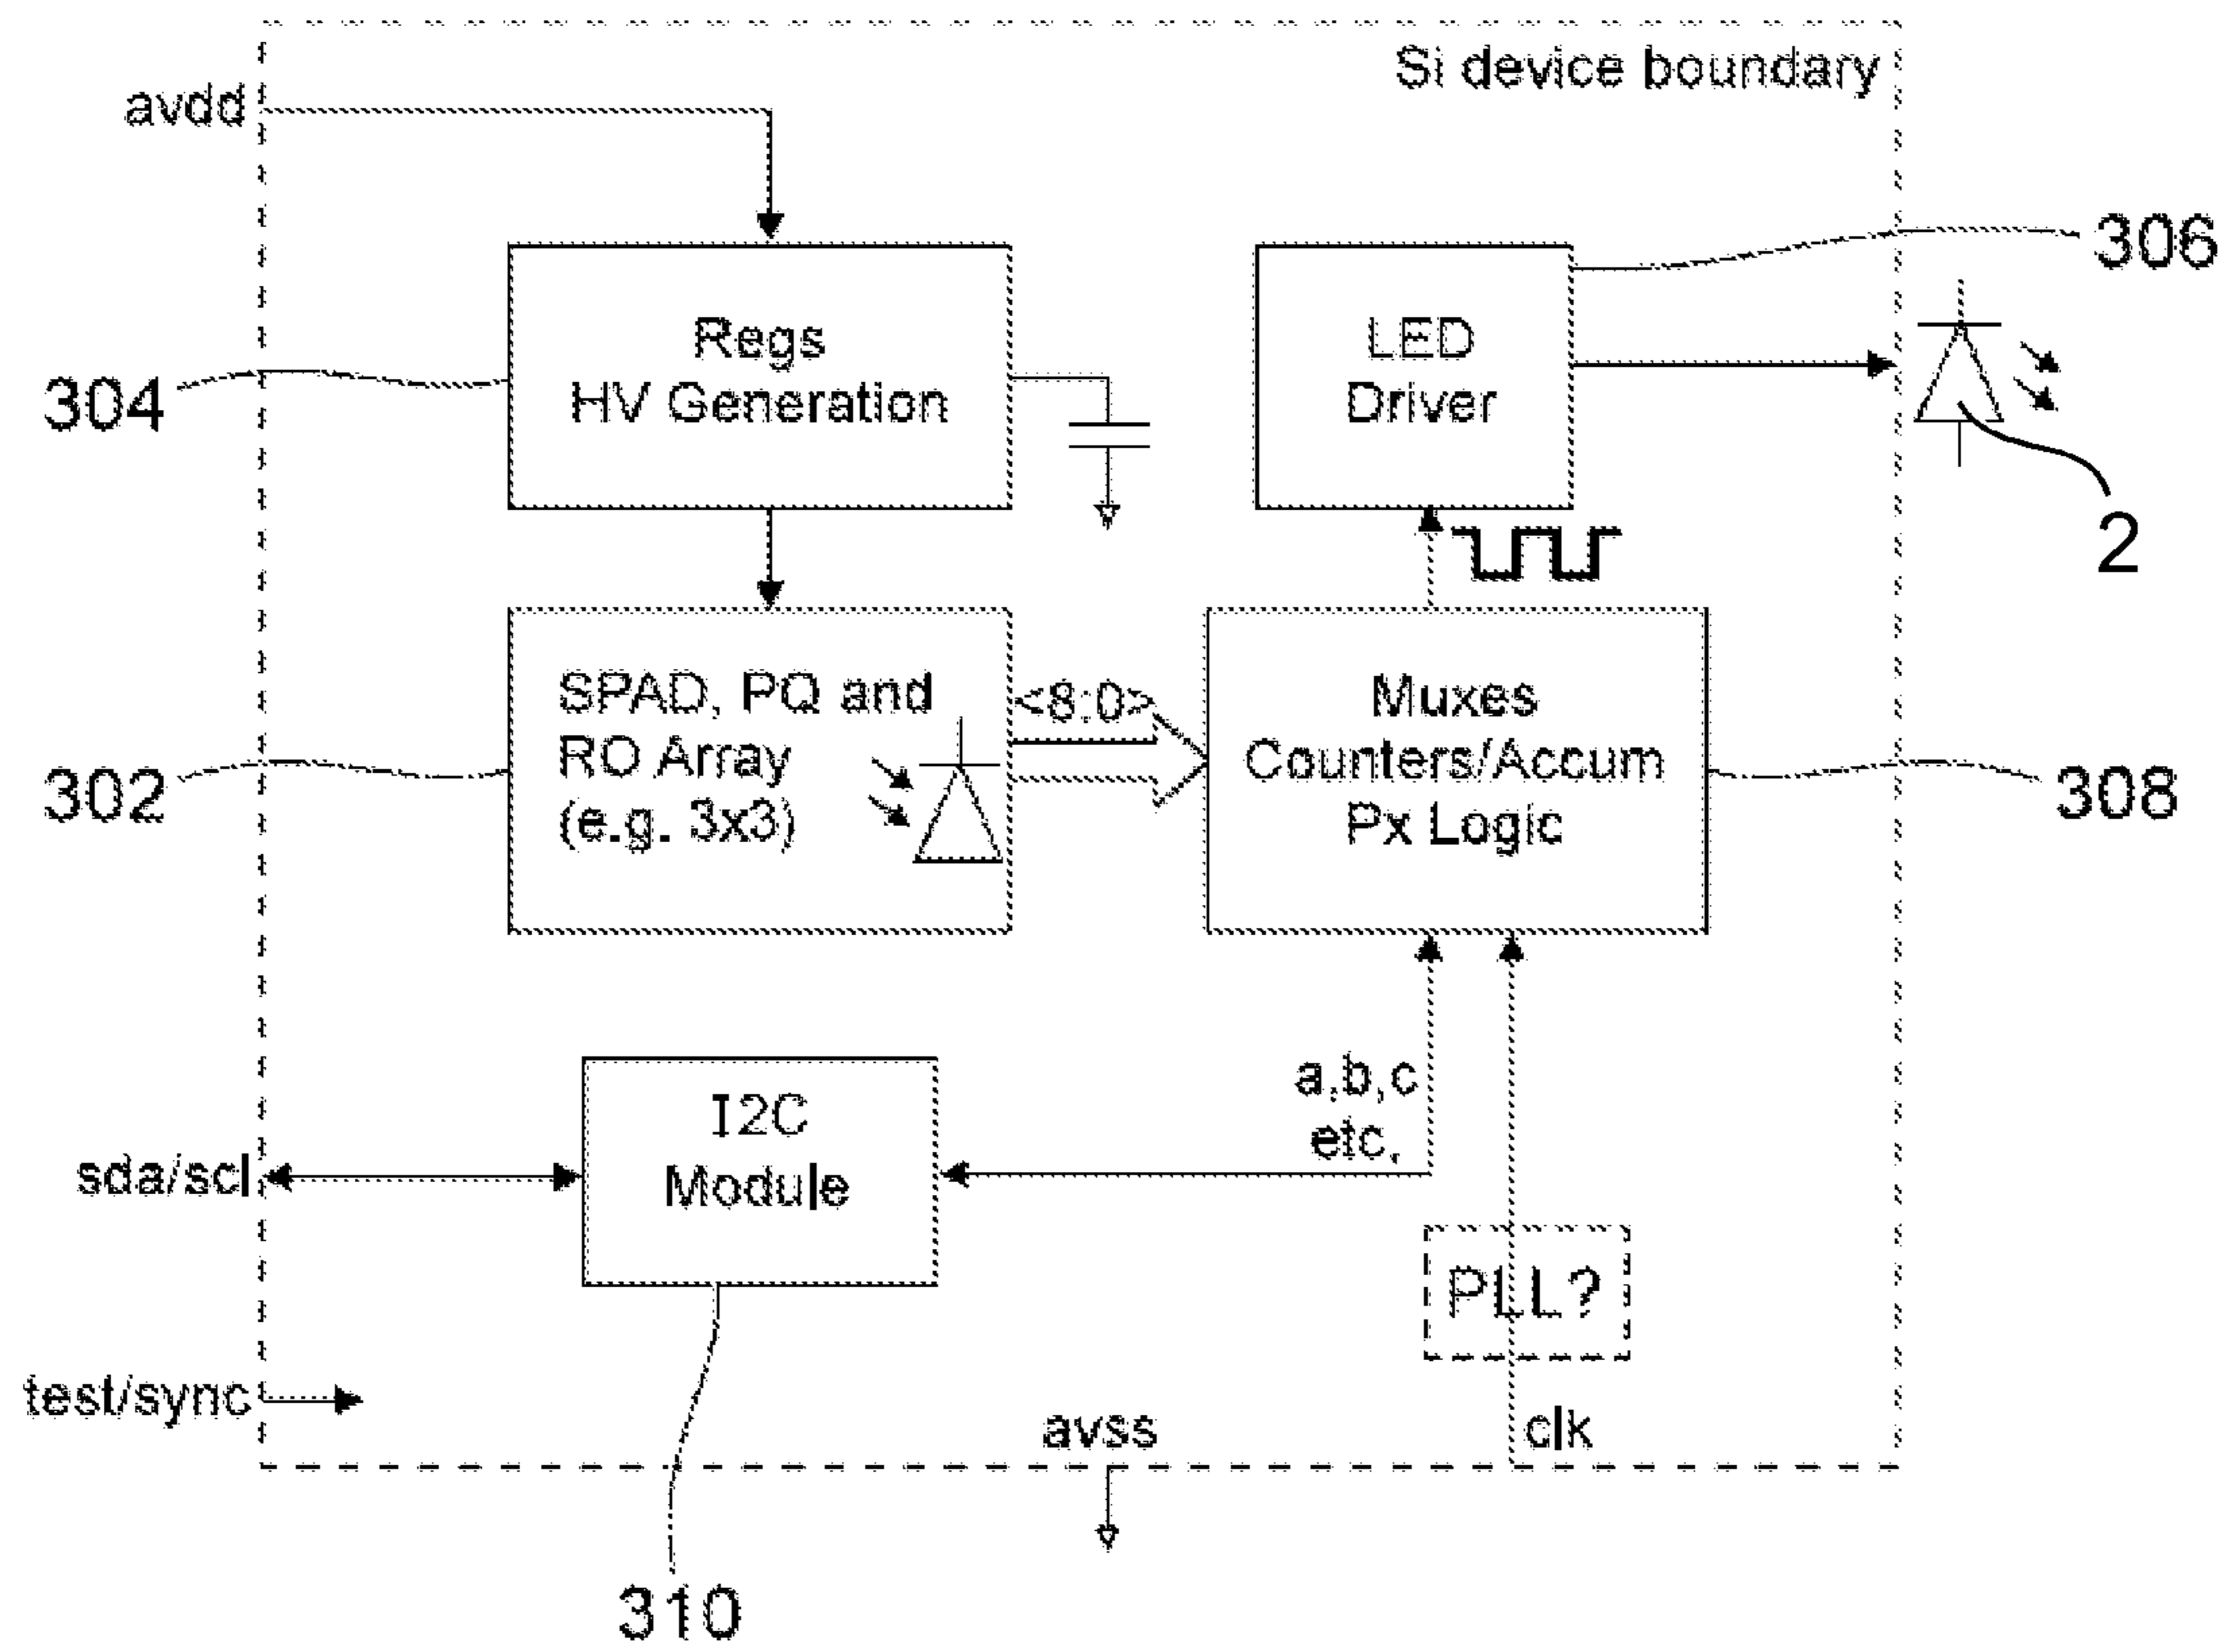 Si device boundary
avdd
306
Regs
HV Generation
LED
Driver
304
2
SPAD, PQ and
RO Array
(e.g. 3x3)
<8:0>
Muxes
Counters/Accum
Px Logic
302
308
a,b,c
etc.
I2C
Module
sda/scl
PLL?
test/sync
avss
clk
310